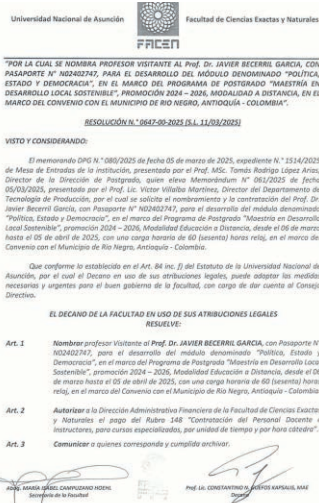 Universidad Nacional de Asunción
Facultad de Ciencias Exactas y Naturales
FACEN
"POR LA CUAL SE NOMBRA PROFESOR VISITANTE AL Prof. Dr. JAVIER BECERRIL GARCIA, CON
PASAPORTE N° N02402747, PARA EL DESARROLLO DEL MÓDULO DENOMINADO "POLÍTICA,
ESTADO Y DEMOCRACIA", EN EL MARCO DEL PROGRAMA DE POSTGRADO "MAESTRÍA EN
DESARROLLO LOCAL SOSTENIBLE", PROMOCIÓN 2024 – 2026, MODALIDAD A DISTANCIA, EN EL
MARCO DEL CONVENIO CON EL MUNICIPIO DE RIO NEGRO, ANTIOQUÍA - COLOMBIA".
RESOLUCIÓN N.° 0647-00-2025 (S.L. 11/03/2025)
VISTO Y CONSIDERANDO:
El memorando DPG N.° 080/2025 de fecha 05 de marzo de 2025, expediente N.° 1514/2025
de Mesa de Entradas de la institución, presentado por el Prof. MSc. Tomás Rodrigo López Arias,
Director de la Dirección de Postgrado, quien eleva Memorándum N° 061/2025 de fecha
05/03/2025, presentado por el Prof. Lic. Víctor Villalba Martínez, Director del Departamento de
Tecnología de Producción, por el cual se solicita el nombramiento y la contratación del Prof. Dr.
Javier Becerril García, con Pasaporte N° N02402747, para el desarrollo del módulo denominado
"Política, Estado y Democracia", en el marco del Programa de Postgrado "Maestría en Desarrollo
Local Sostenible", promoción 2024 – 2026, Modalidad Educación a Distancia, desde el 06 de marzo
hasta el 05 de abril de 2025, con una carga horaria de 60 (sesenta) horas reloj, en el marco del
Convenio con el Municipio de Rio Negro, Antioquía - Colombia.
Que conforme lo establecido en el Art. 84 inc. f) del Estatuto de la Universidad Nacional de
Asunción, por el cual el Decano en uso de sus atribuciones legales, puede adoptar las medidas
necesarias y urgentes para el buen gobierno de la facultad, con cargo de dar cuenta al Consejo
Directivo.
EL DECANO DE LA FACULTAD EN USO DE SUS ATRIBUCIONES LEGALES
RESUELVE:
Art. 1 Nombrar profesor Visitante al Prof. Dr. JAVIER BECERRIL GARCIA, con Pasaporte N°
N02402747, para el desarrollo del módulo denominado "Política, Estado y
Democracia", en el marco del Programa de Postgrado "Maestría en Desarrollo Local
Sostenible", promoción 2024 – 2026, Modalidad Educación a Distancia, desde el 06
de marzo hasta el 05 de abril de 2025, con una carga horaria de 60 (sesenta) horas
reloj, en el marco del Convenio con el Municipio de Rio Negro, Antioquía - Colombia
Art. 2 Autorizar a la Dirección Administrativa Financiera de la Facultad de Ciencias Exactas
y Naturales el pago del Rubro 148 "Contratación del Personal Docente e
Instructores, para cursos especializados, por unidad de tiempo y por hora cátedra".
Art. 3 Comunicar a quienes corresponda y cumplida archivar.
Abog. MARÍA ISABEL CAMPUZANO HOEHL
Secretaria de la Facultad
Prof. Lic. CONSTANTINO N. GUEFOS KAPSALIS, MAE
Decano